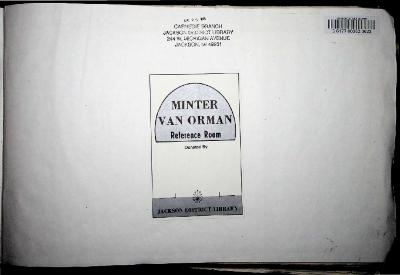 CARNEGIE BRANCH
JACKSON DISTRICT LIBRARY
244 W. MICHIGAN AVENUE
JACKSON, MI 49201
MINTER
VAN ORMAN
Reference Room
Donated By
JACKSON DISTRICT LIBRARY